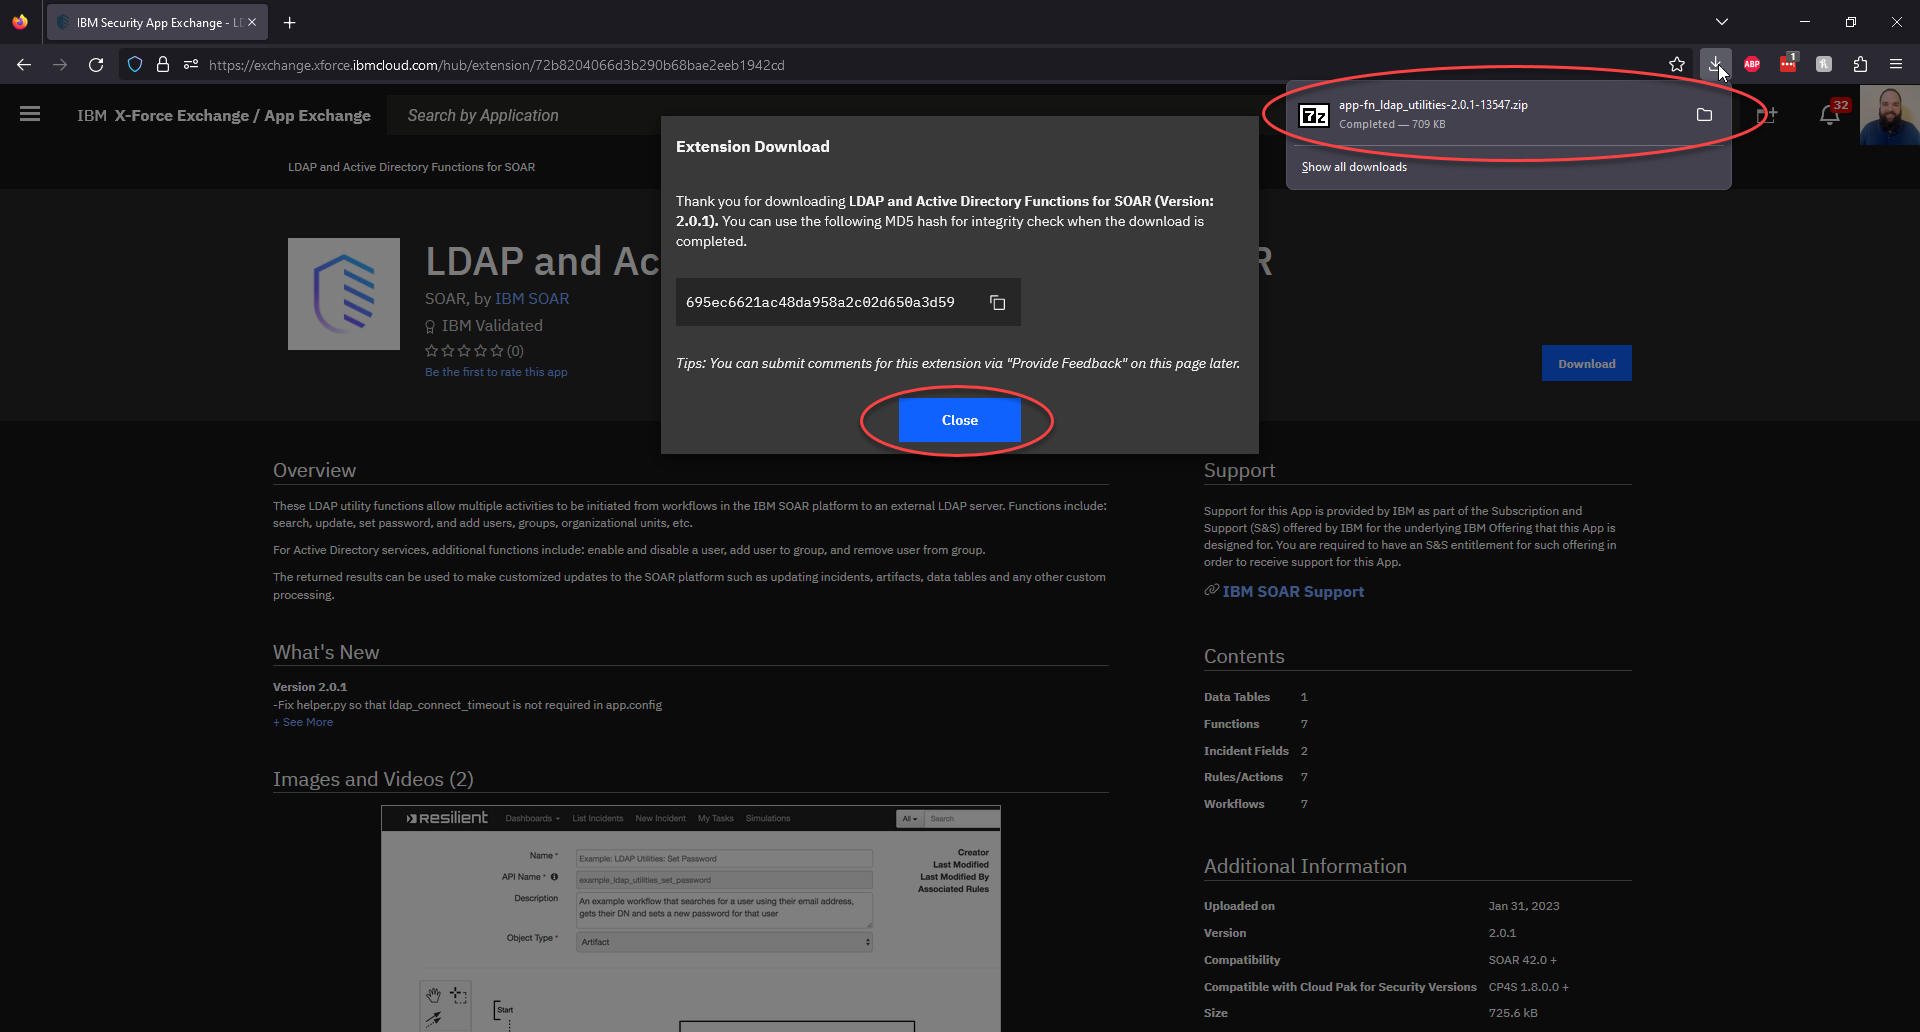 IBM Security App Exchange - LD
https://exchange.xforce.ibmcloud.com/hub/extension/72b8204066d3b290b68bae2eeb1942cd
ABP
1
IBM X-Force Exchange / App Exchange
Search by Application
7z
app-fn_ldap_utilities-2.0.1-13547.zip
Completed — 709 KB
Show all downloads
32
LDAP and Active Directory Functions for SOAR
Extension Download
Thank you for downloading LDAP and Active Directory Functions for SOAR (Version:
2.0.1). You can use the following MD5 hash for integrity check when the download is
completed.
695ec6621ac48da958a2c02d650a3d59
Tips: You can submit comments for this extension via "Provide Feedback" on this page later.
Close
LDAP and Ac
R
SOAR, by IBM SOAR
IBM Validated
(0)
Be the first to rate this app
Download
Overview
These LDAP utility functions allow multiple activities to be initiated from workflows in the IBM SOAR platform to an external LDAP server. Functions include:
search, update, set password, and add users, groups, organizational units, etc.
For Active Directory services, additional functions include: enable and disable a user, add user to group, and remove user from group.
The returned results can be used to make customized updates to the SOAR platform such as updating incidents, artifacts, data tables and any other custom
processing.
What's New
Version 2.0.1
-Fix helper.py so that ldap_connect_timeout is not required in app.config
+ See More
Images and Videos (2)
Resilient
Dashboards
List Incidents
New Incident
My Tasks
Simulations
All
Search
Name *
Example: LDAP Utilities: Set Password
API Name *
example_ldap_utilities_set_password
Description
An example workflow that searches for a user using their email address,
gets their DN and sets a new password for that user
Object Type *
Artifact
Creator
Last Modified
Last Modified By
Associated Rules
Start
Support
Support for this App is provided by IBM as part of the Subscription and
Support (S&S) offered by IBM for the underlying IBM Offering that this App is
designed for. You are required to have an S&S entitlement for such offering in
order to receive support for this App.
IBM SOAR Support
Contents
Data Tables 1
Functions 7
Incident Fields 2
Rules/Actions 7
Workflows 7
Additional Information
Uploaded on Jan 31, 2023
Version 2.0.1
Compatibility SOAR 42.0 +
Compatible with Cloud Pak for Security Versions CP4S 1.8.0.0 +
Size 725.6 kB